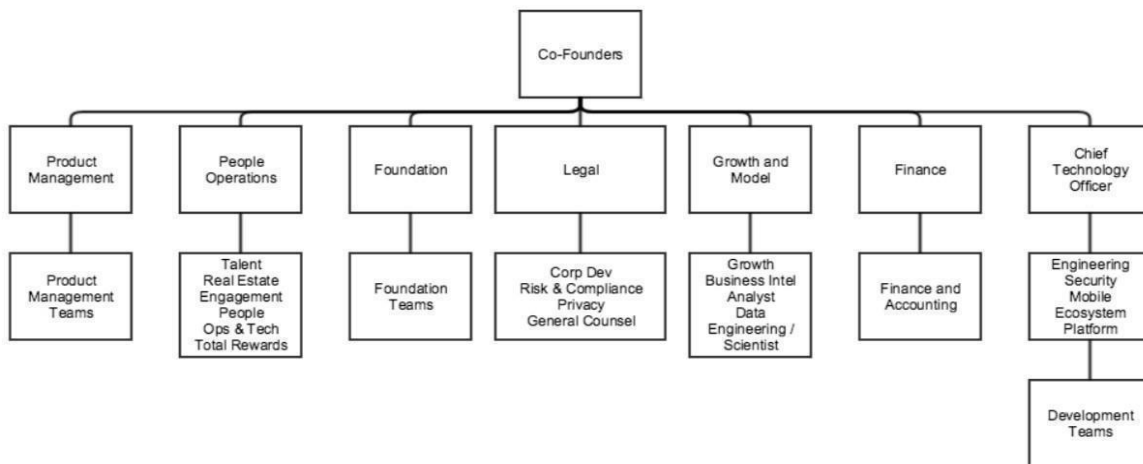 Co-Founders
Product
Management
People
Operations
Foundation
Legal
Growth and
Model
Finance
Chief
Technology
Officer
Product
Management
Teams
Talent
Real Estate
Engagement
People
Ops & Tech
Total Rewards
Foundation
Teams
Corp Dev
Risk & Compliance
Privacy
General Counsel
Growth
Business Intel
Analyst
Data
Engineering /
Scientist
Finance and
Accounting
Engineering
Security
Mobile
Ecosystem
Platform
Development
Teams